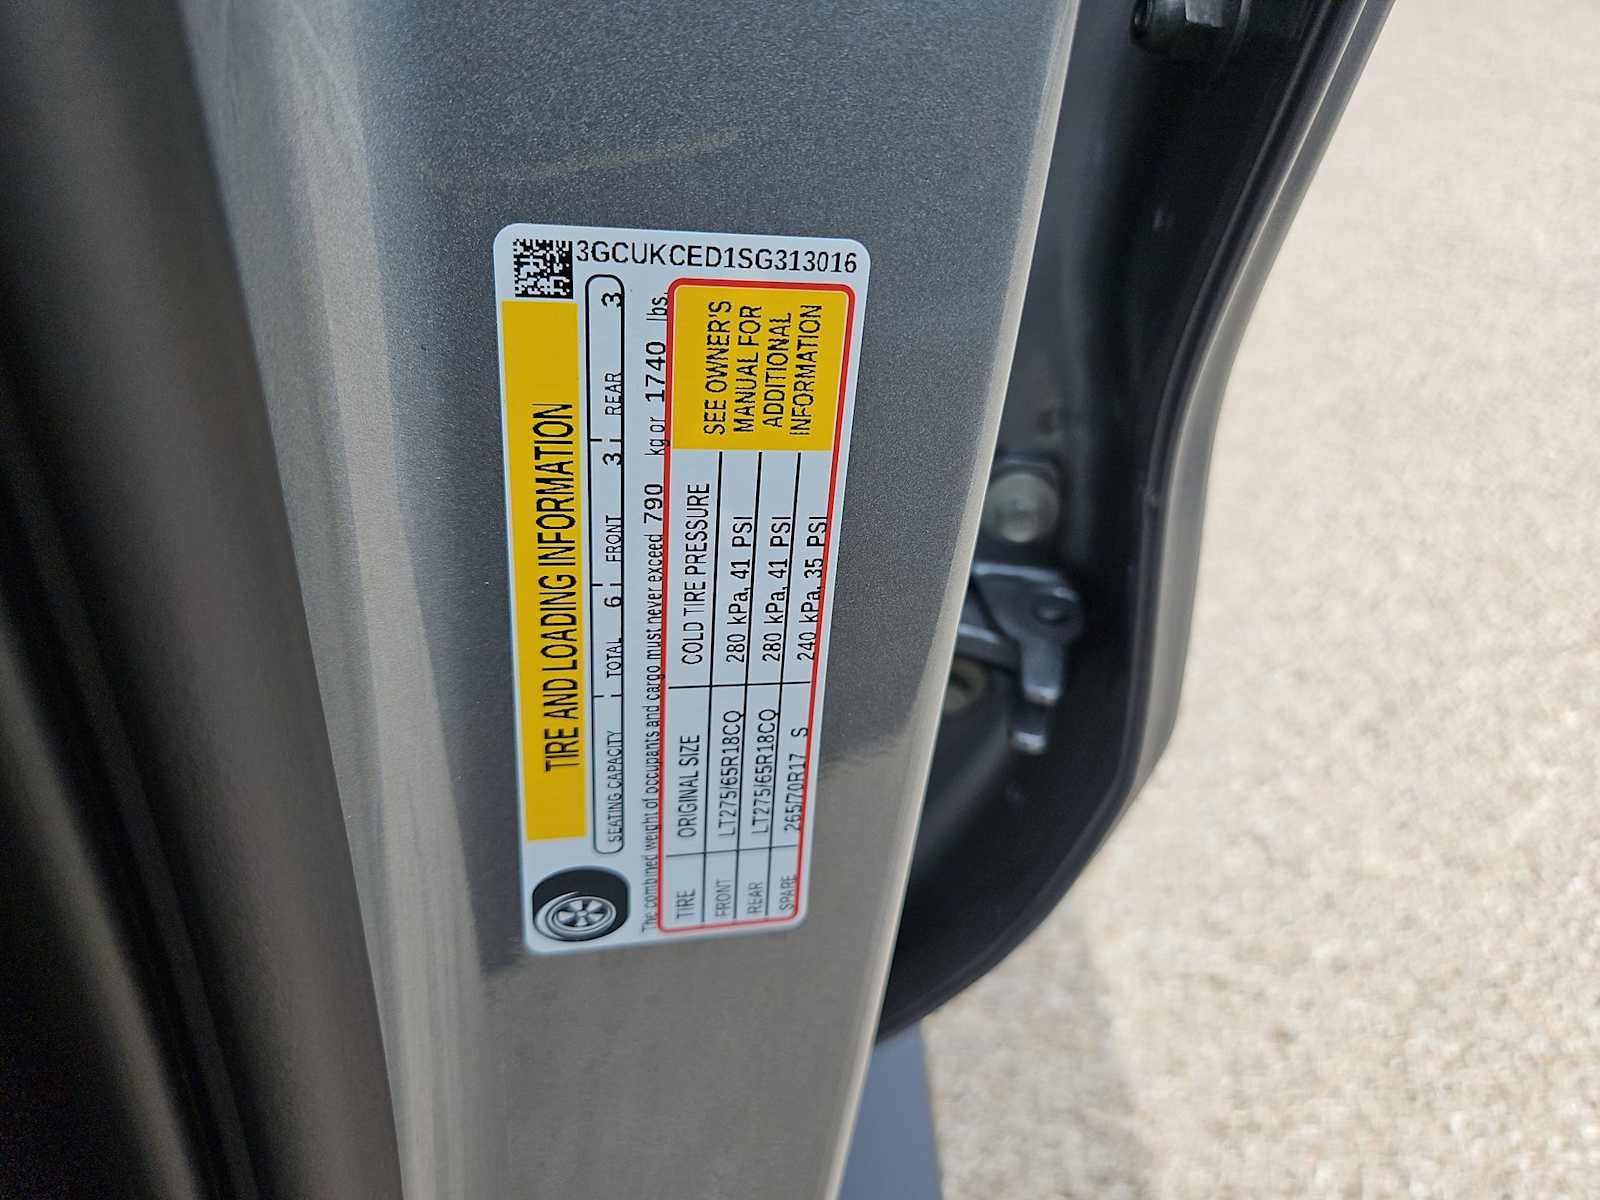 3GCUKCED1SG313016
TIRE AND LOADING INFORMATION
SEATING CAPACITY TOTAL 6 FRONT 3 REAR 3
The combined weight of occupants and cargo must never exceed 790 kg or 1740 lbs.
TIRE ORIGINAL SIZE COLD TIRE PRESSURE
FRONT LT275/65R18CQ 280 kPa, 41 PSI
REAR LT275/65R18CQ 280 kPa, 41 PSI
SPARE 265/70R17 S 240 kPa, 35 PSI
SEE OWNER'S
MANUAL FOR
ADDITIONAL
INFORMATION